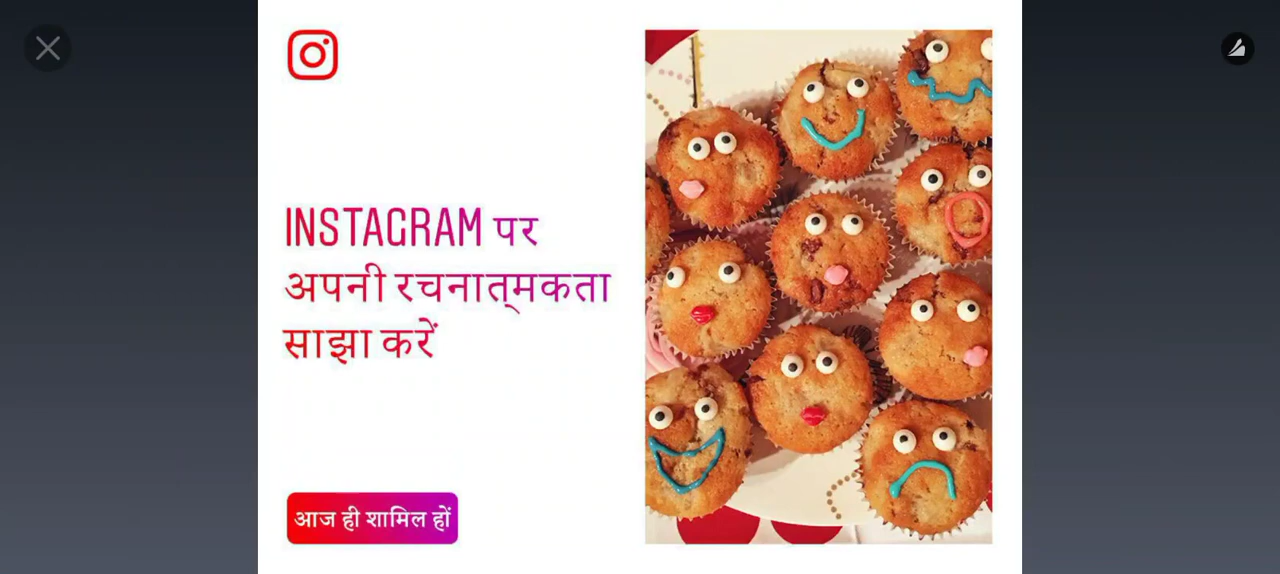 INSTAGRAM पर
अपनी रचनात्मकता
साझा करें
आज ही शामिल हों